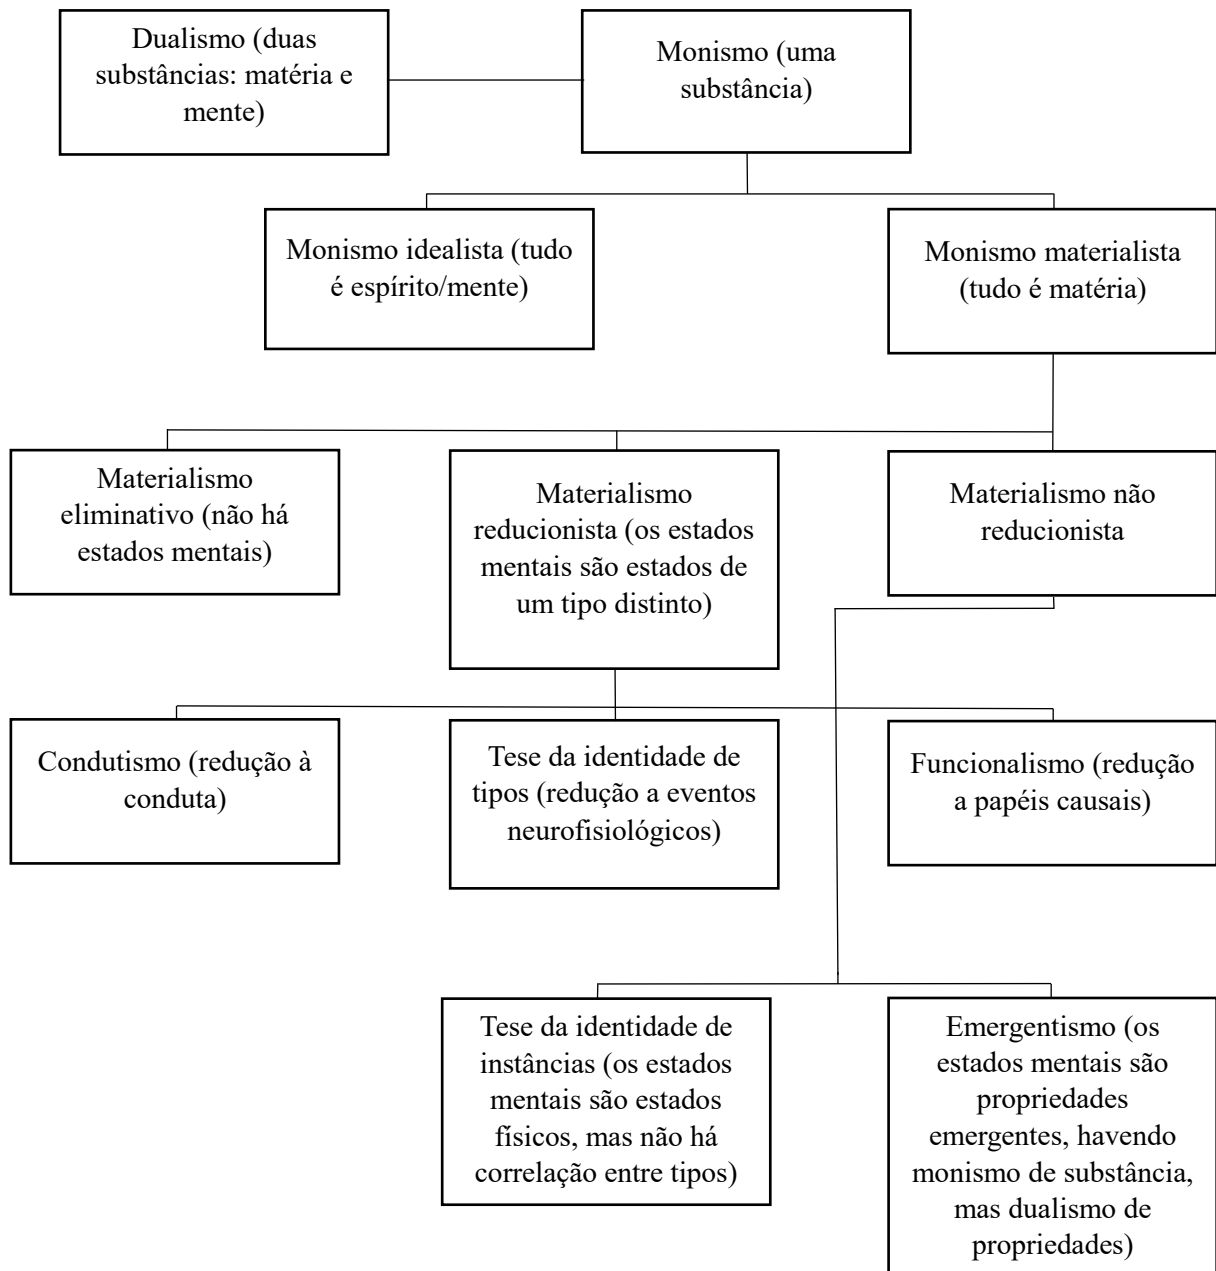 Dualismo (duas
substâncias: matéria e
mente)
Monismo (uma
substância)
Monismo idealista (tudo
é espírito/mente)
Monismo materialista
(tudo é matéria)
Materialismo
eliminativo (não há
estados mentais)
Materialismo
reducionista (os estados
mentais são estados de
um tipo distinto)
Materialismo não
reducionista
Condutismo (redução à
conduta)
Tese da identidade de
tipos (redução a eventos
neurofisiológicos)
Funcionalismo (redução
a papéis causais)
Tese da identidade de
instâncias (os estados
mentais são estados
físicos, mas não há
correlação entre tipos)
Emergentismo (os
estados mentais são
propriedades
emergentes, havendo
monismo de substância,
mas dualismo de
propriedades)